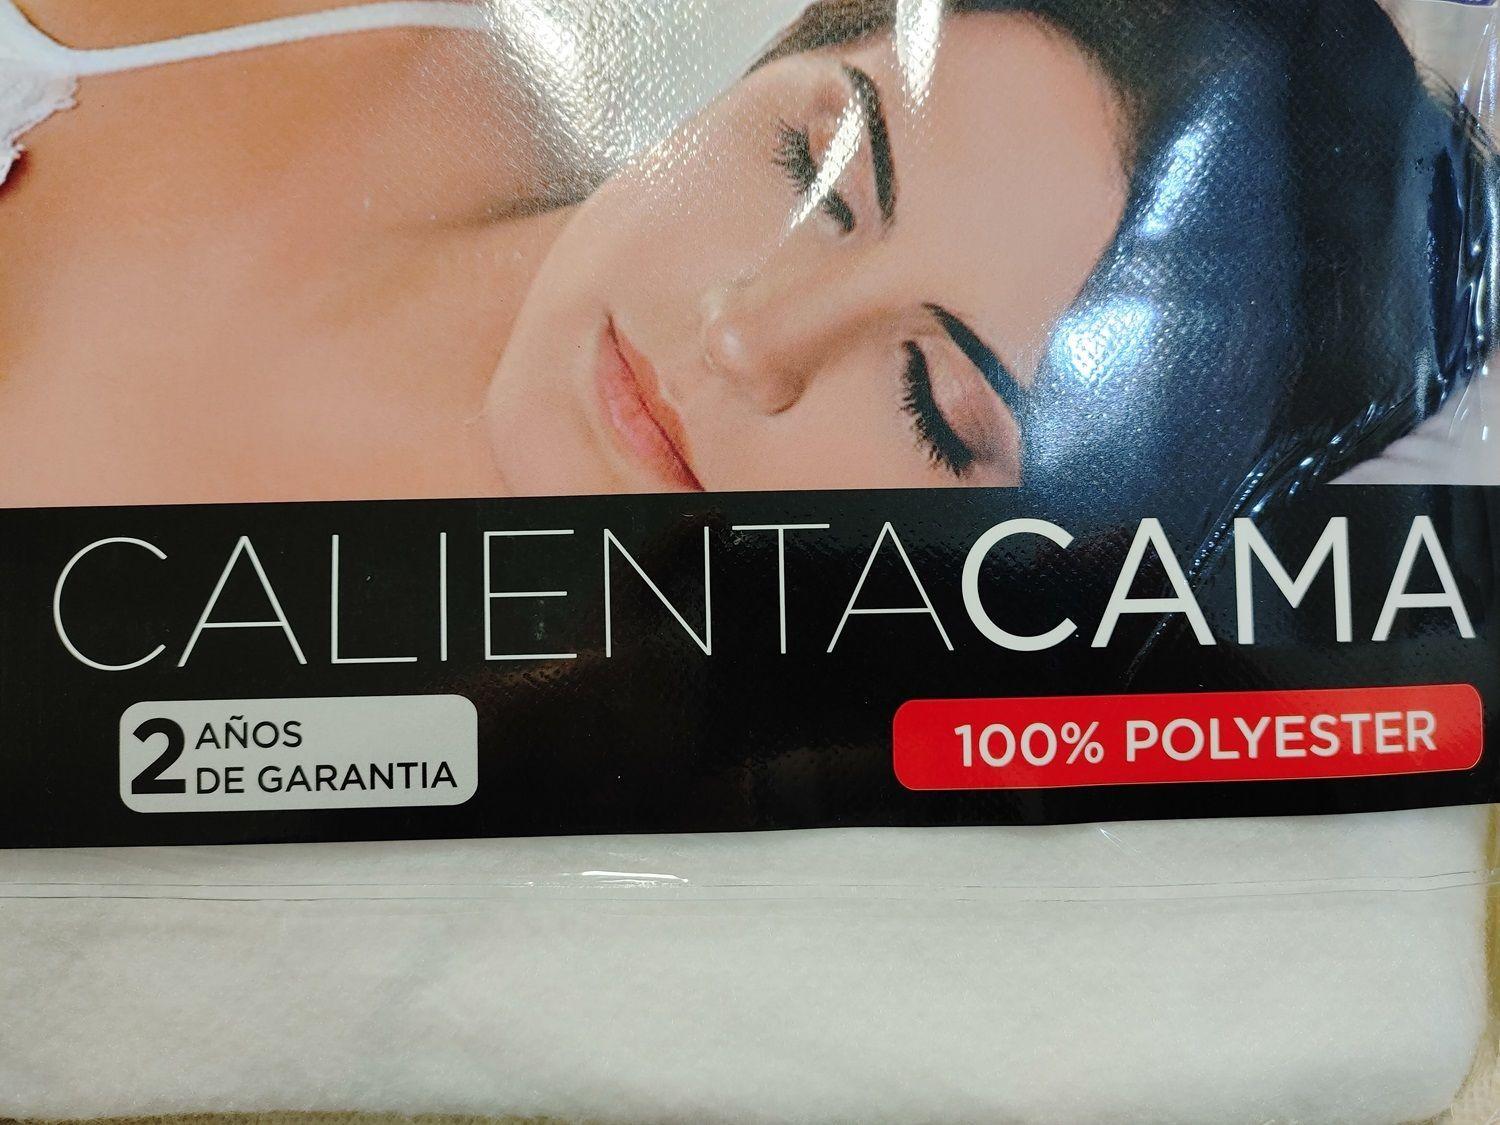 CALIENTACAMA
2 AÑOS
DE GARANTIA
100% POLYESTER